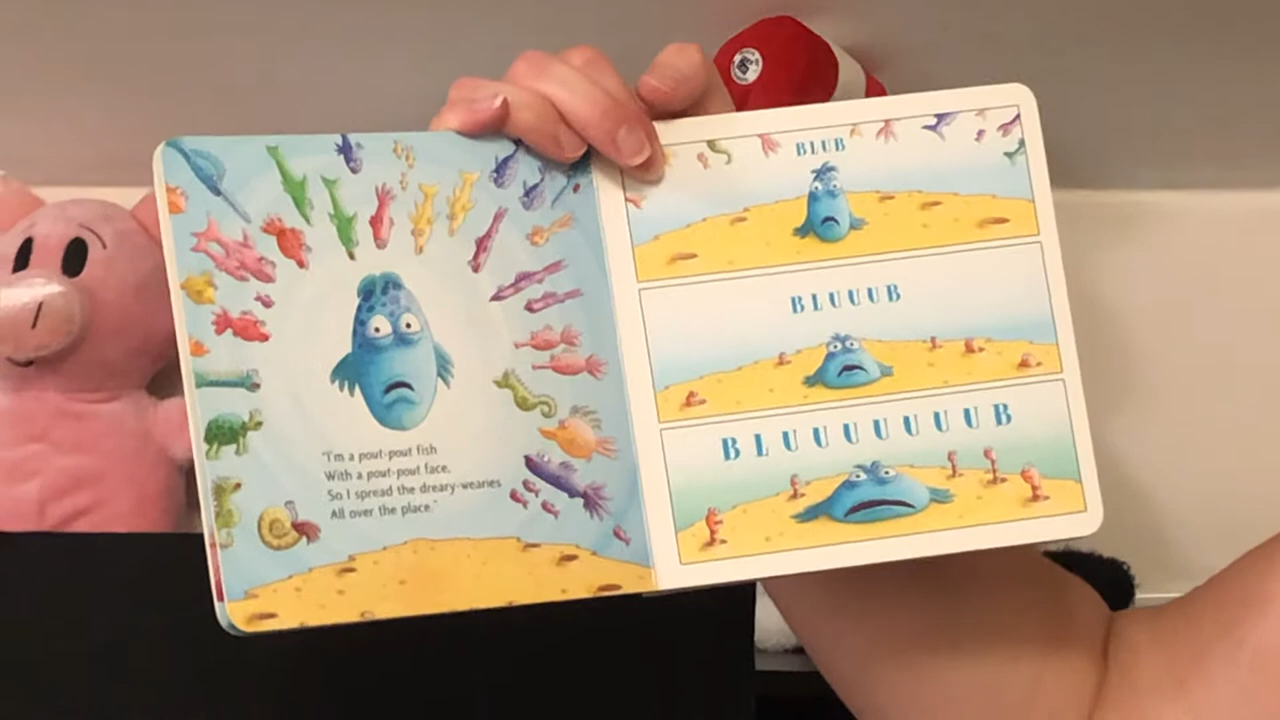 "I'm a pout-pout fish
With a pout-pout face,
So I spread the dreary-wearies
All over the place."
BLUB
BLUUUB
BLUUUUUUUB